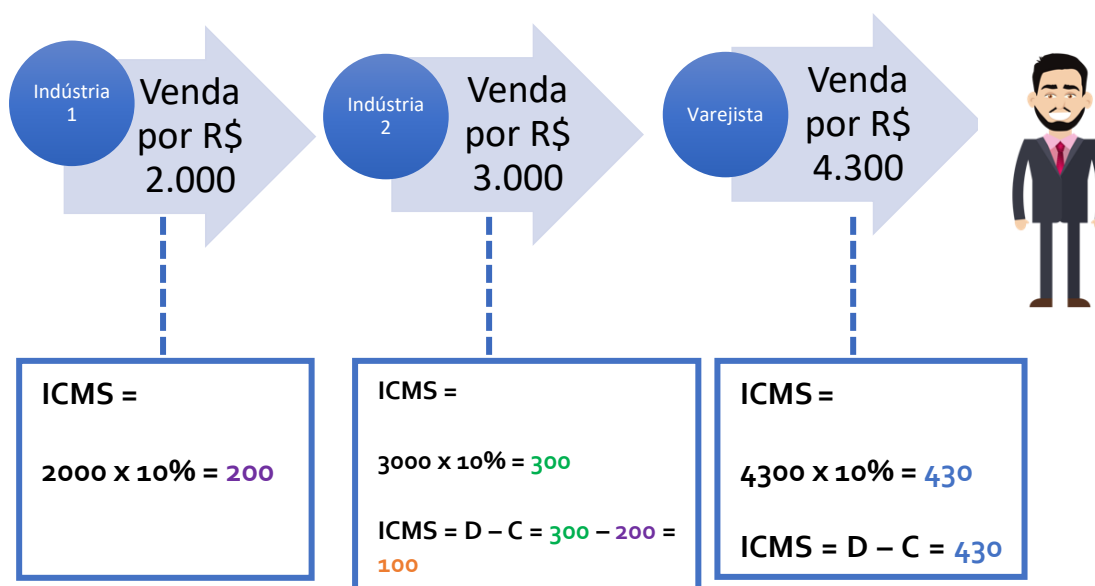 Indústria
1
Venda
por R$
2.000
Indústria
2
Venda
por R$
3.000
Varejista
Venda
por R$
4.300
ICMS =
2000 x 10% = 200
ICMS =
3000 x 10% = 300
ICMS = D – C = 300 – 200 =
100
ICMS =
4300 x 10% = 430
ICMS = D – C = 430